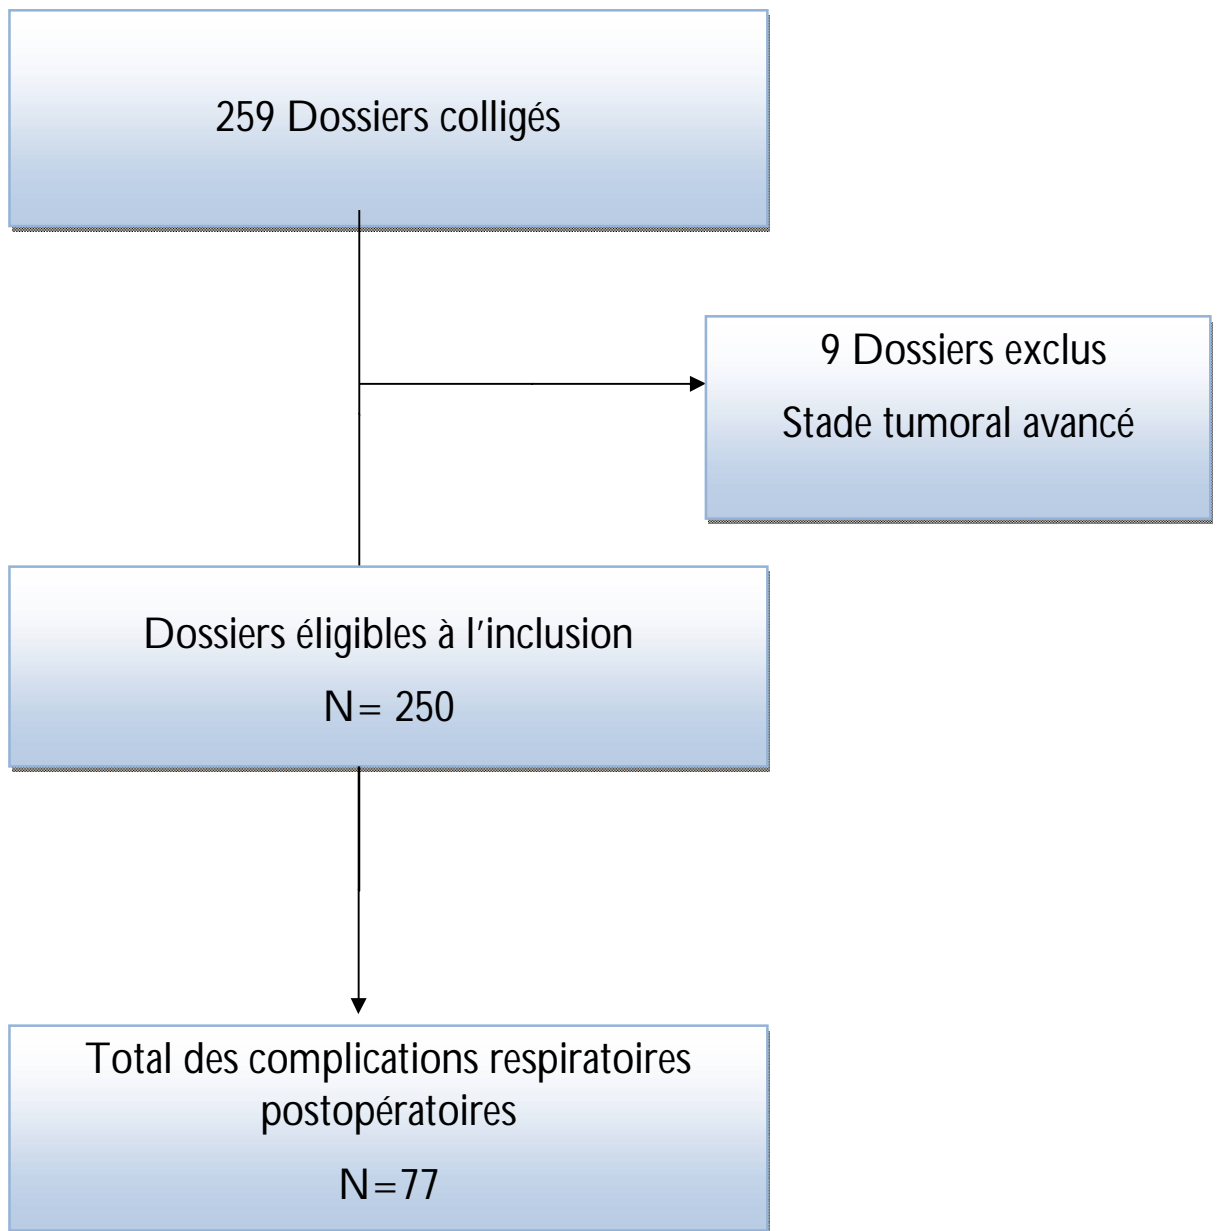 259 Dossiers colligés
9 Dossiers exclus
Stade tumoral avancé
Dossiers éligibles à l’inclusion
N= 250
Total des complications respiratoires
postopératoires
N=77